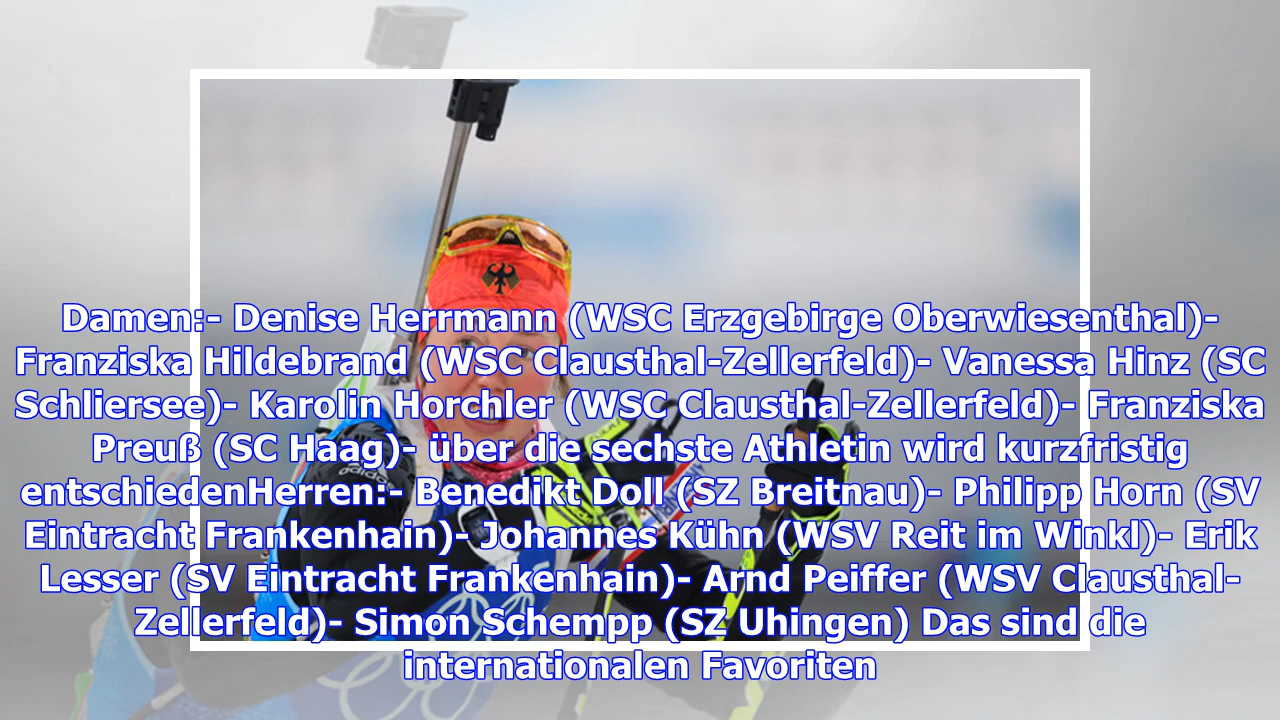 Damen:- Denise Herrmann (WSC Erzgebirge Oberwiesenthal)-
Franziska Hildebrand (WSC Clausthal-Zellerfeld)- Vanessa Hinz (SC
Schliersee)- Karolin Horchler (WSC Clausthal-Zellerfeld)- Franziska
Preuß (SC Haag)- über die sechste Athletin wird kurzfristig
entschiedenHerren:- Benedikt Doll (SZ Breitnau)- Philipp Horn (SV
Eintracht Frankenhain)- Johannes Kühn (WSV Reit im Winkl)- Erik
Lesser (SV Eintracht Frankenhain)- Arnd Peiffer (WSV Clausthal-
Zellerfeld)- Simon Schempp (SZ Uhingen) Das sind die
internationalen Favoriten
adidas